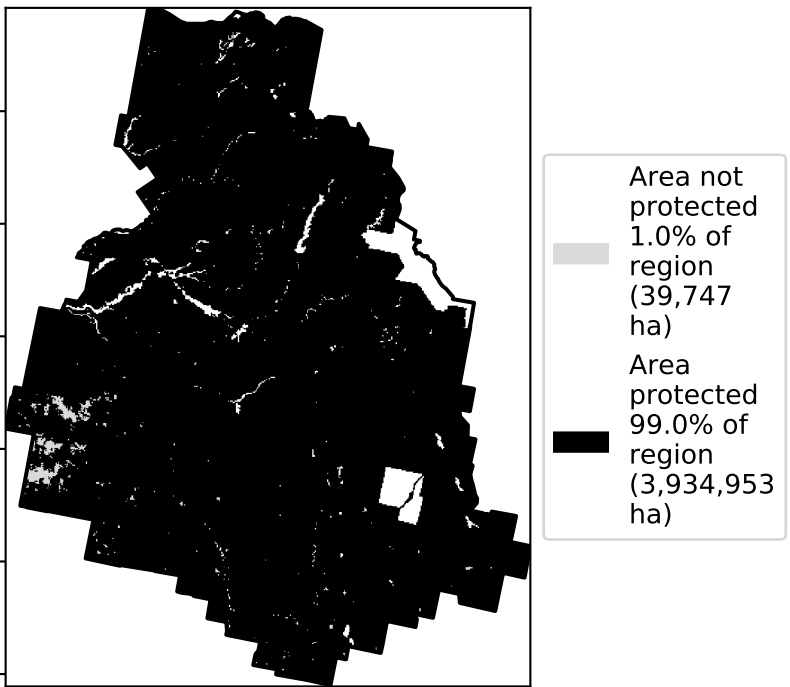 Area not
protected
1.0% of
region
(39,747
ha)
Area
protected
99.0% of
region
(3,934,953
ha)